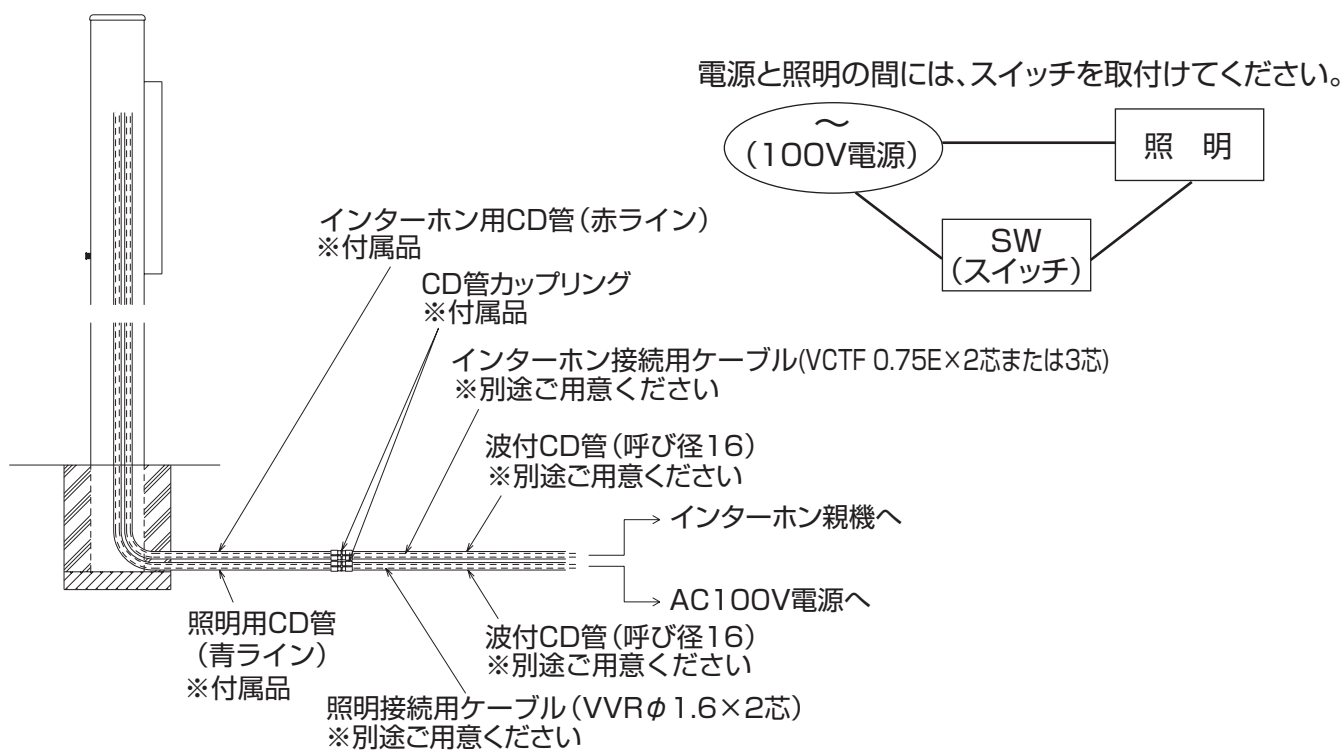 電源と照明の間には、スイッチを取付けてください。
～
(100V電源)
照　明
SW
(スイッチ)
インターホン用CD管(赤ライン)
※付属品
CD管カップリング
※付属品
インターホン接続用ケーブル(VCTF 0.75E×2芯または3芯)
※別途ご用意ください
波付CD管(呼び径16)
※別途ご用意ください
インターホン親機へ
AC100V電源へ
照明用CD管
(青ライン)
※付属品
波付CD管(呼び径16)
※別途ご用意ください
照明接続用ケーブル(VVRφ1.6×2芯)
※別途ご用意ください